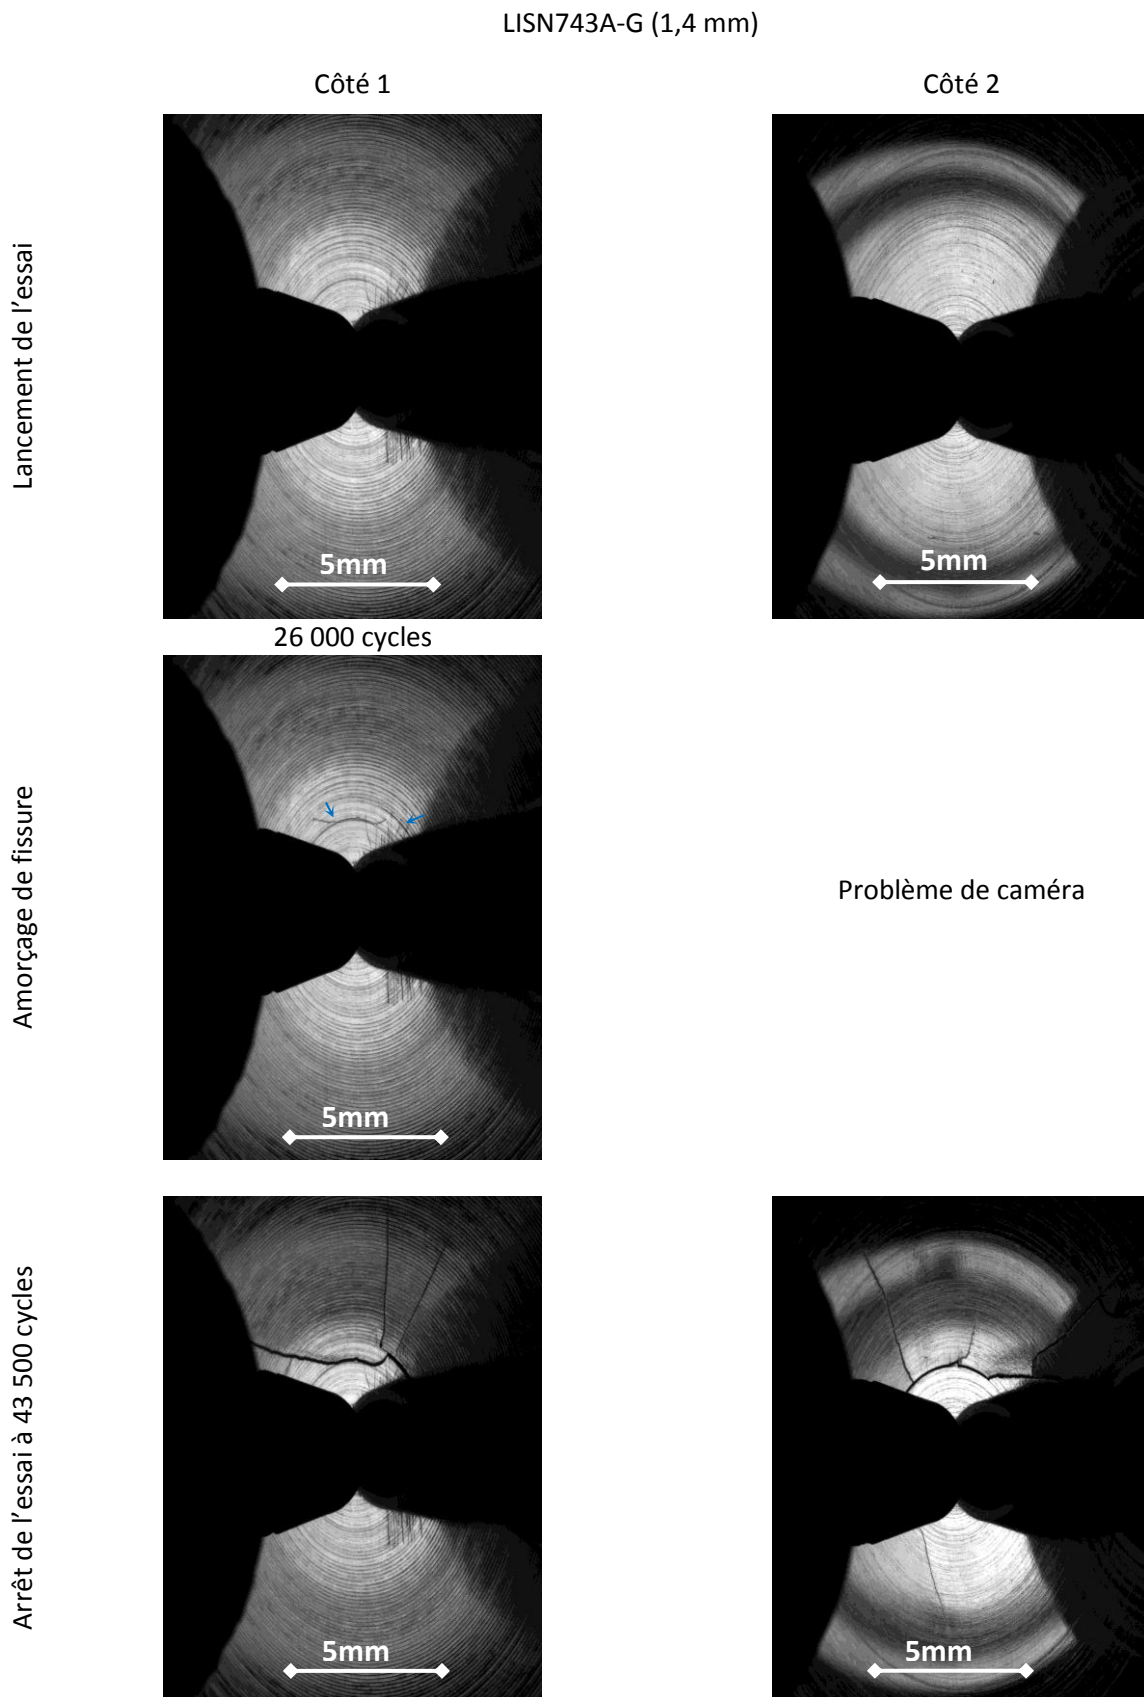 LISN743A-G (1,4 mm)
Côté 1
Côté 2
Lancement de l'essai
5mm
5mm
26 000 cycles
Amorçage de fissure
5mm
Problème de caméra
Arrêt de l'essai à 43 500 cycles
5mm
5mm